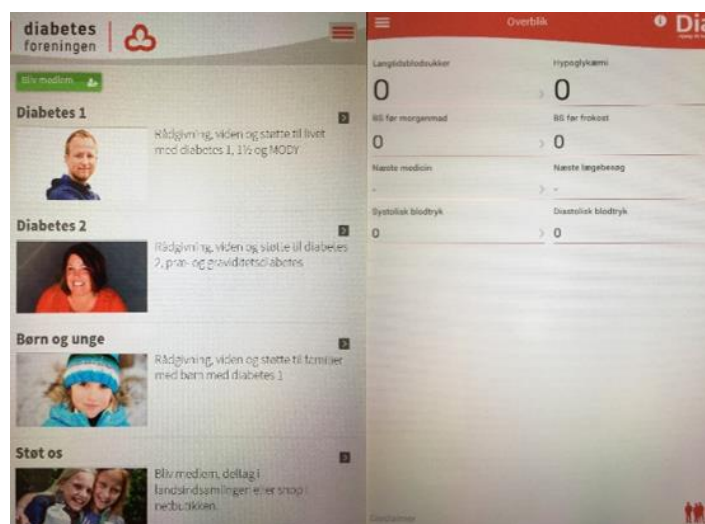 diabetes
foreningen
Bliv medlem
Diabetes 1
Rådgivning, viden og støtte til livet
med diabetes 1, 1½ og MODY
Diabetes 2
Rådgivning, viden og støtte til diabetes
2, præ- og graviditetsdiabetes
Børn og unge
Rådgivning, viden og støtte til familier
med børn med diabetes 1
Støt os
Bliv medlem, deltag i
landsindsamlingen eller shop i
netbutikken.
Overblik
Dia
Langtidsblodsukker
Hypoglykæmi
0
0
BS før morgenmad
BS før frokost
0
0
Næste medicin
Næste lægebesøg
-
-
Systolisk blodtryk
Diastolisk blodtryk
0
0
Disclaimer